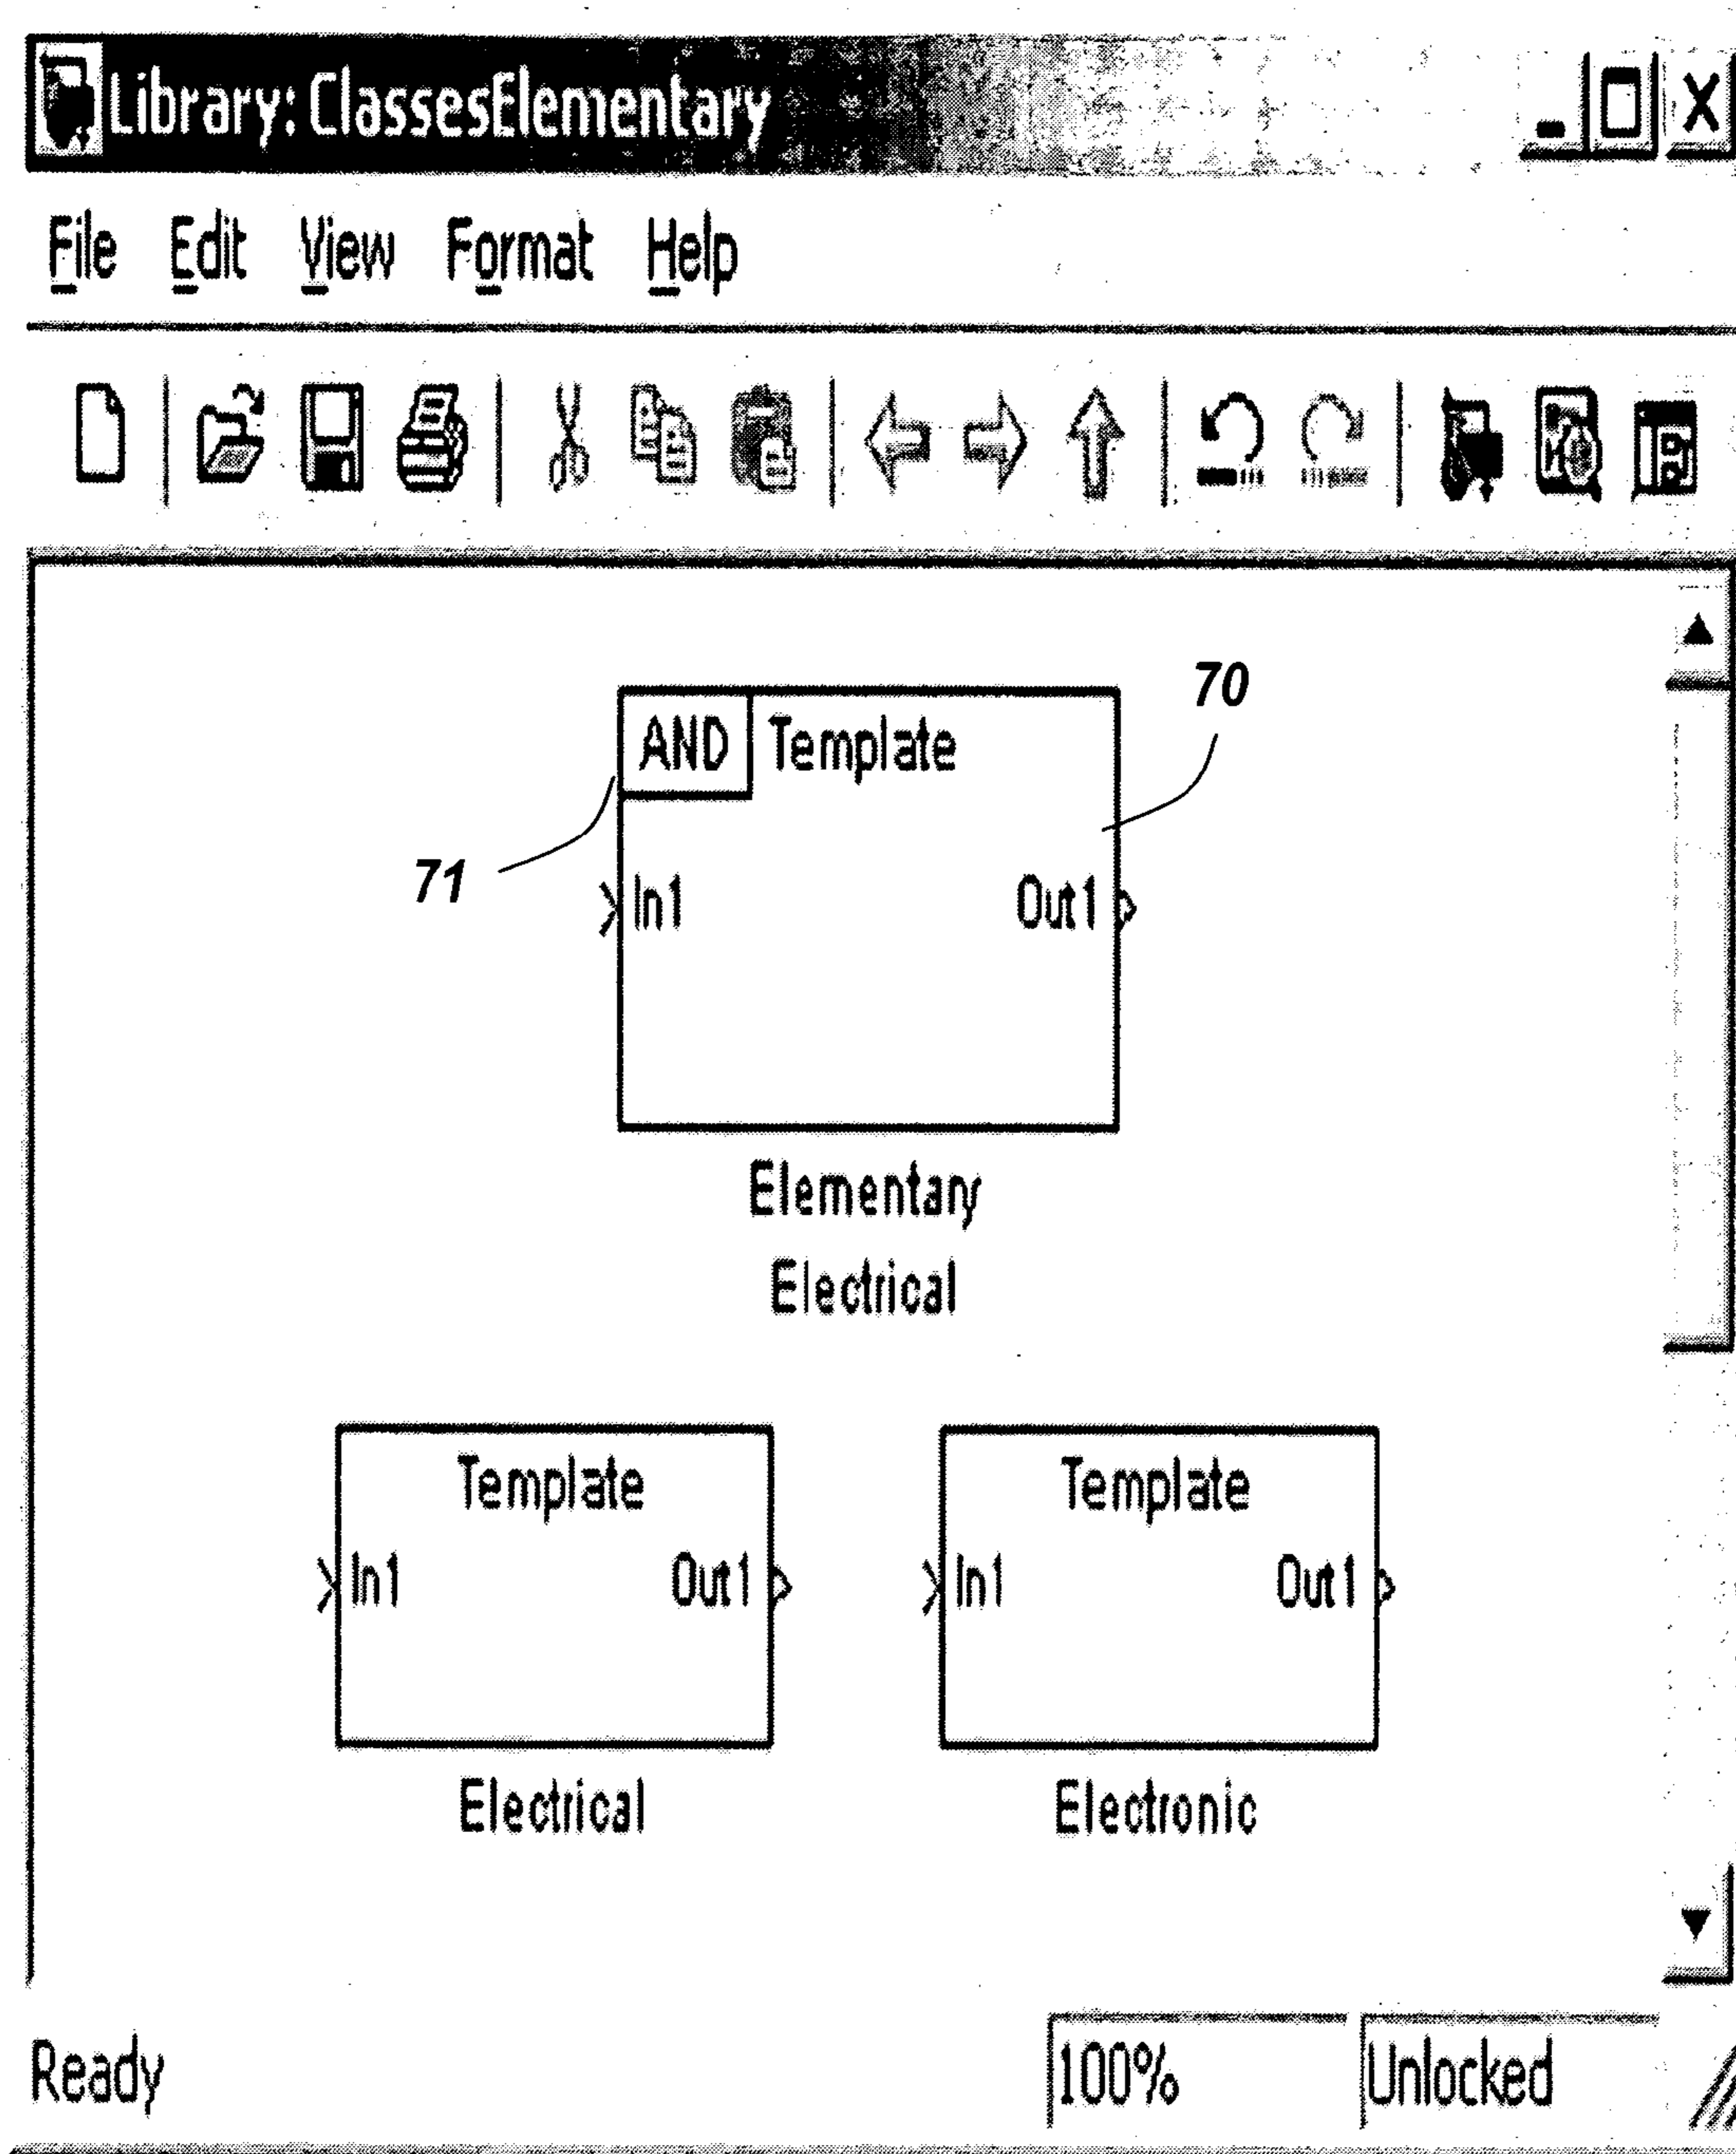 Library: ClassesElementary
File Edit View Format Help
70
AND Template
71
In1 Out1
Elementary
Electrical
Template Template
In1 Out1 In1 Out1
Electrical Electronic
Ready 100% Unlocked